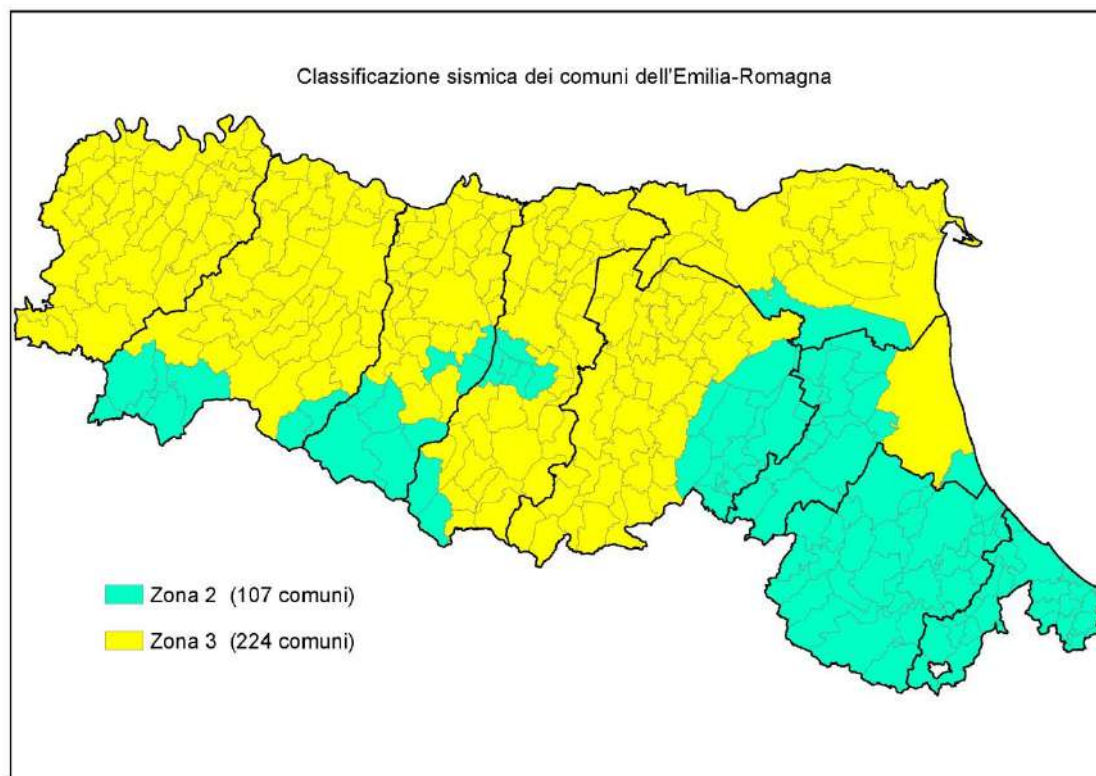 Classificazione sismica dei comuni dell'Emilia-Romagna
Zona 2 (107 comuni)
Zona 3 (224 comuni)